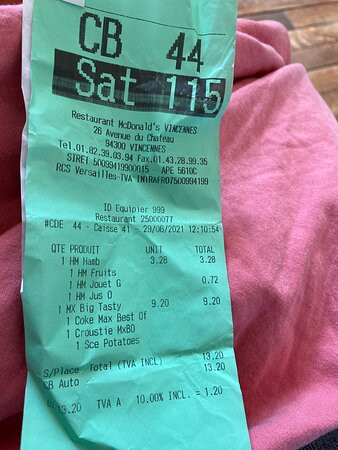 CB 44
Sat 115
Restaurant McDonald's VINCENNES
26 Avenue du Chateau
94300 VINCENNES
Tel.01.82.39.03.94 Fax.01.43.28.99.35
SIRET 50099419900015 - APE 5610C
RCS Versailles-TVA INTRAFR07500994199
ID Equipier 999
Restaurant 25000077
#CDE 44 - Caisse 41 - 29/06/2021 12:10:54
QTE PRODUIT UNIT TOTAL
1 HM Hamb 3.28 3.28
1 HM Fruits
1 HM Jouet G 0.72
1 HM Jus O
1 MX Big Tasty 9.20 9.20
1 Coke Max Best Of
1 Croustie MxBO
1 Sce Potatoes
S/Place Total (TVA INCL) 13.20
CB Auto 13.20
13.20 TVA A 10.00% INCL. = 1.20